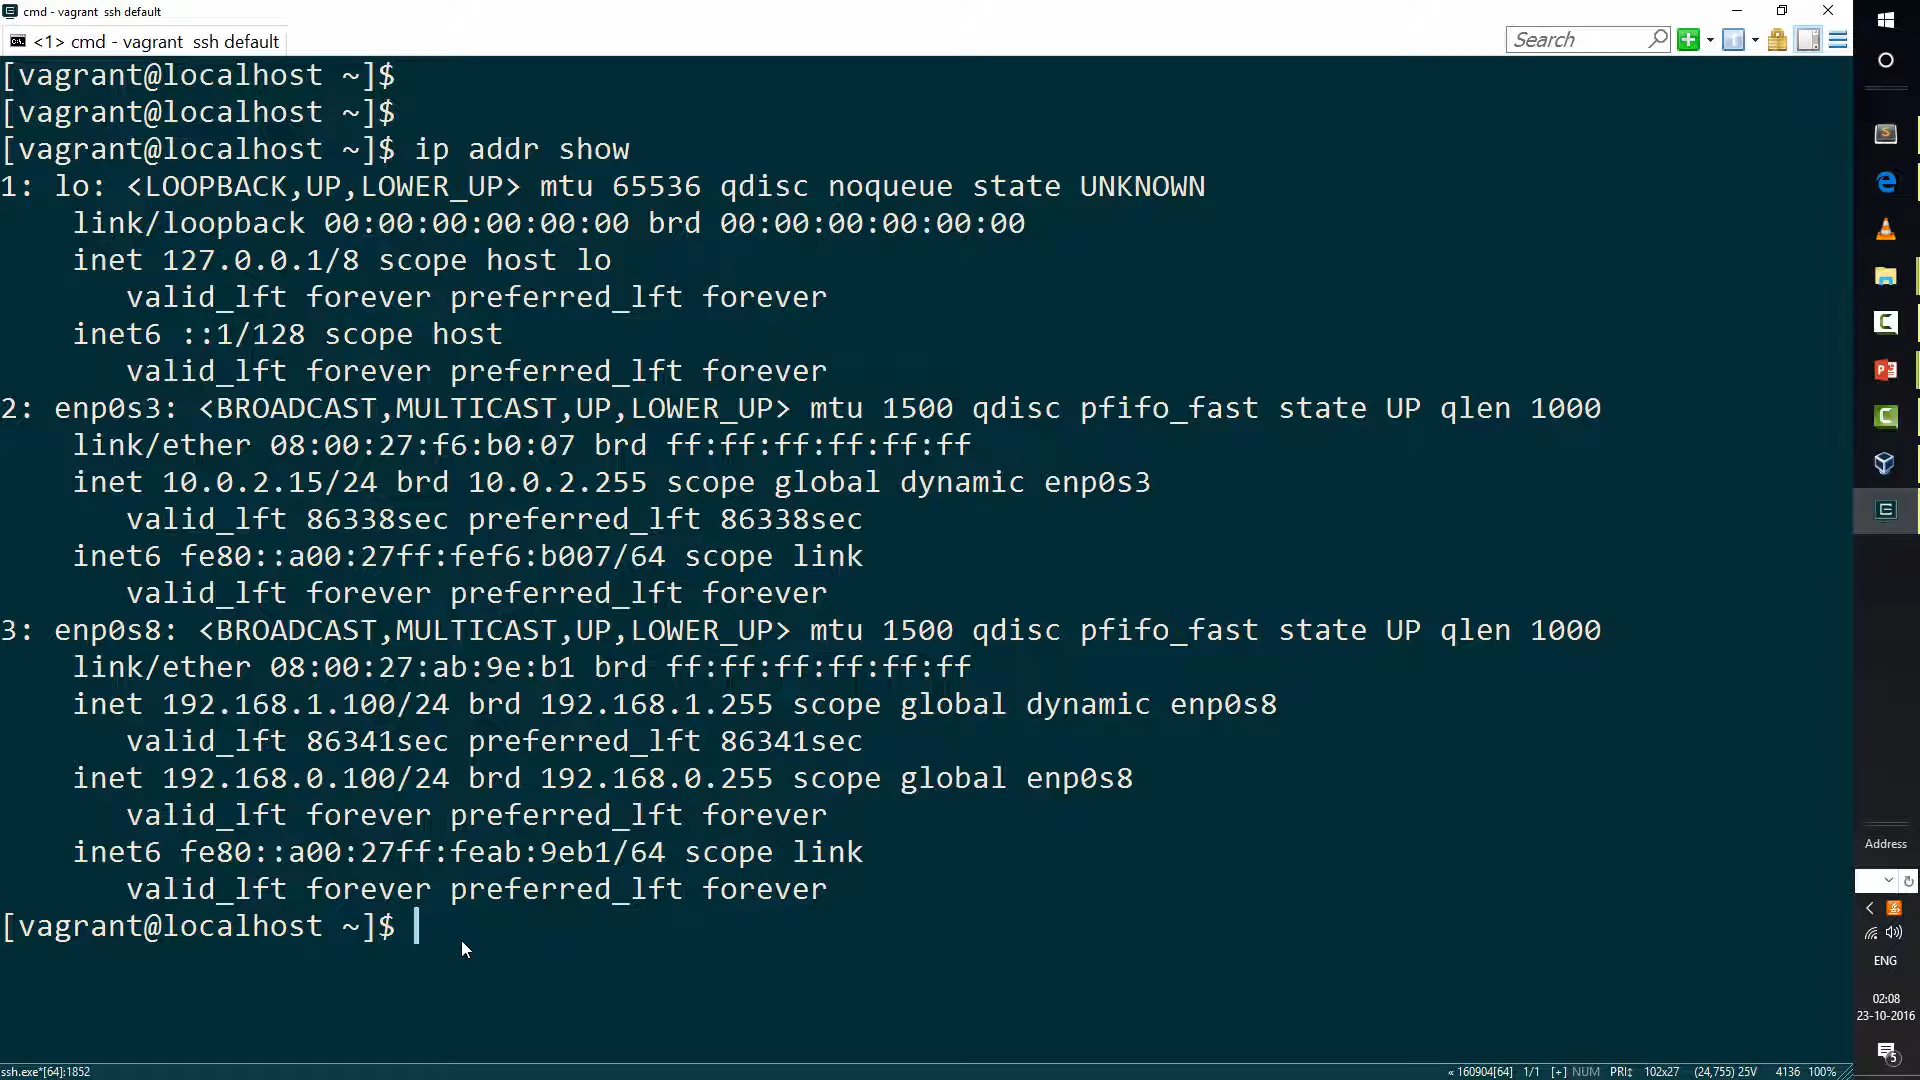 cmd - vagrant  ssh default
<1> cmd - vagrant  ssh default
Search
[vagrant@localhost ~]$
[vagrant@localhost ~]$
[vagrant@localhost ~]$ ip addr show
1: lo: <LOOPBACK,UP,LOWER_UP> mtu 65536 qdisc noqueue state UNKNOWN
    link/loopback 00:00:00:00:00:00 brd 00:00:00:00:00:00
    inet 127.0.0.1/8 scope host lo
       valid_lft forever preferred_lft forever
    inet6 ::1/128 scope host
       valid_lft forever preferred_lft forever
2: enp0s3: <BROADCAST,MULTICAST,UP,LOWER_UP> mtu 1500 qdisc pfifo_fast state UP qlen 1000
    link/ether 08:00:27:f6:b0:07 brd ff:ff:ff:ff:ff:ff
    inet 10.0.2.15/24 brd 10.0.2.255 scope global dynamic enp0s3
       valid_lft 86338sec preferred_lft 86338sec
    inet6 fe80::a00:27ff:fef6:b007/64 scope link
       valid_lft forever preferred_lft forever
3: enp0s8: <BROADCAST,MULTICAST,UP,LOWER_UP> mtu 1500 qdisc pfifo_fast state UP qlen 1000
    link/ether 08:00:27:ab:9e:b1 brd ff:ff:ff:ff:ff:ff
    inet 192.168.1.100/24 brd 192.168.1.255 scope global dynamic enp0s8
       valid_lft 86341sec preferred_lft 86341sec
    inet 192.168.0.100/24 brd 192.168.0.255 scope global enp0s8
       valid_lft forever preferred_lft forever
    inet6 fe80::a00:27ff:feab:9eb1/64 scope link
       valid_lft forever preferred_lft forever
[vagrant@localhost ~]$
ssh.exe*[64]:1852
« 160904[64] 1/1 [+] NUM PRI↕ 102x27 (24,755) 25V 4136 100%
Address
ENG
02:08
23-10-2016
5